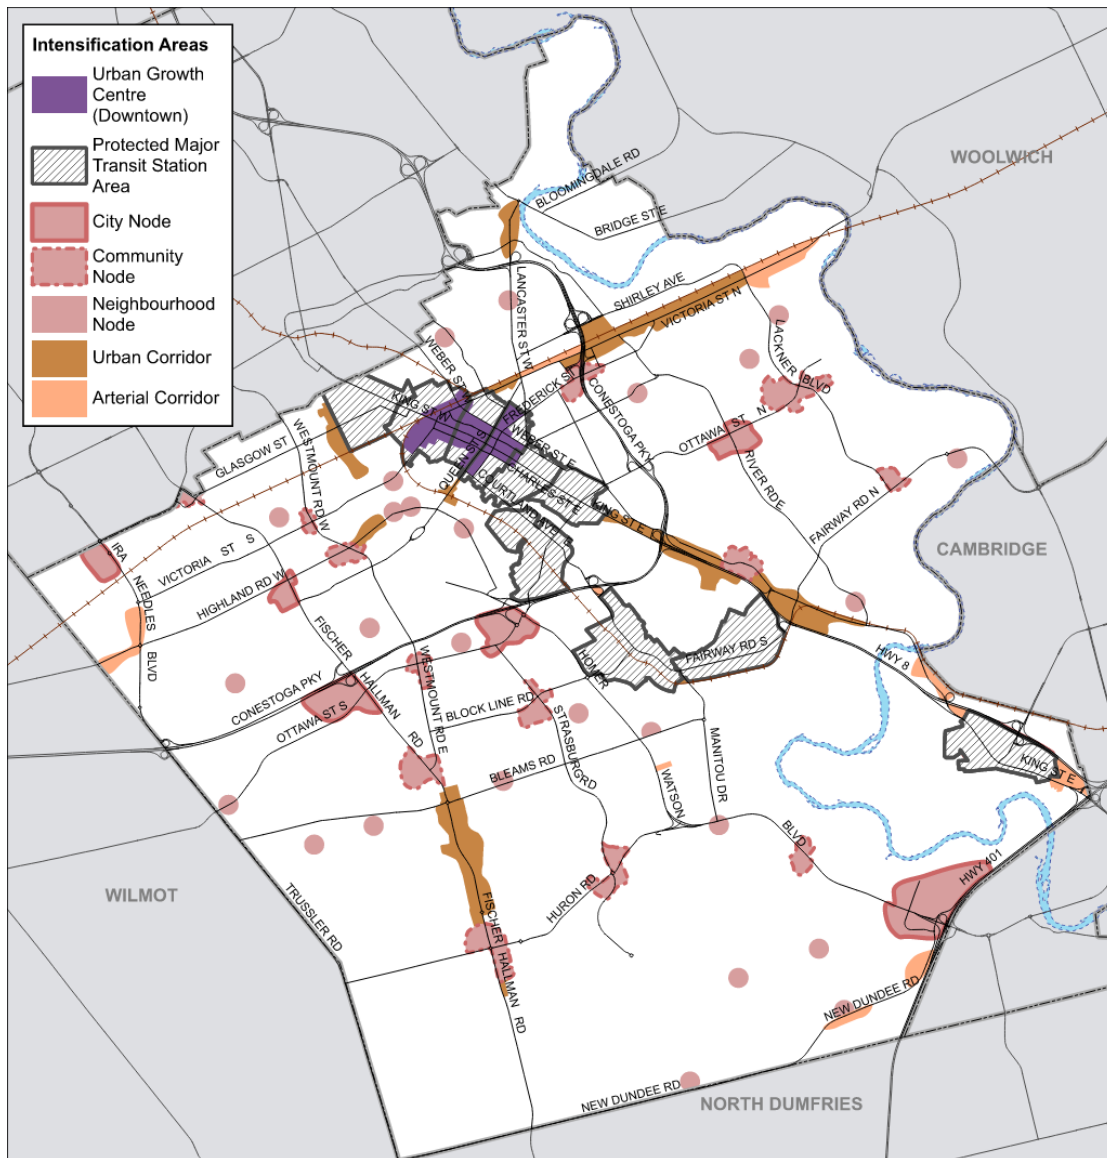 Intensification Areas
Urban Growth
Centre
(Downtown)
Protected Major
Transit Station
Area
City Node
Community
Node
Neighbourhood
Node
Urban Corridor
Arterial Corridor
WOOLWICH
BLOOMINGDALE RD
BRIDGE ST E
LANCASTER ST W
SHIRLEY AVE
VICTORIA ST N
WEBER ST W
LACKNER BLVD
FREDERICK ST
CONESTOGA PKY
KING ST W
GLASGOW ST
WESTMOUNT RD W
QUEEN ST S
WEBER ST E
OTTAWA ST N
CHARLES ST E
COURTLAND AVE E
RIVER RD E
KING ST E
FAIRWAY RD N
CAMBRIDGE
IRA NEEDLES BLVD
VICTORIA ST S
HIGHLAND RD W
FISCHER HALLMAN RD
WESTMOUNT RD E
HOMER WATSON BLVD
FAIRWAY RD S
HWY 8
CONESTOGA PKY
OTTAWA ST S
BLOCK LINE RD
STRASBURG RD
MANITOU DR
BLEAMS RD
KING ST E
HWY 401
WILMOT
TRUSSLER RD
HURON RD
FISCHER HALLMAN RD
NEW DUNDEE RD
NEW DUNDEE RD
NORTH DUMFRIES